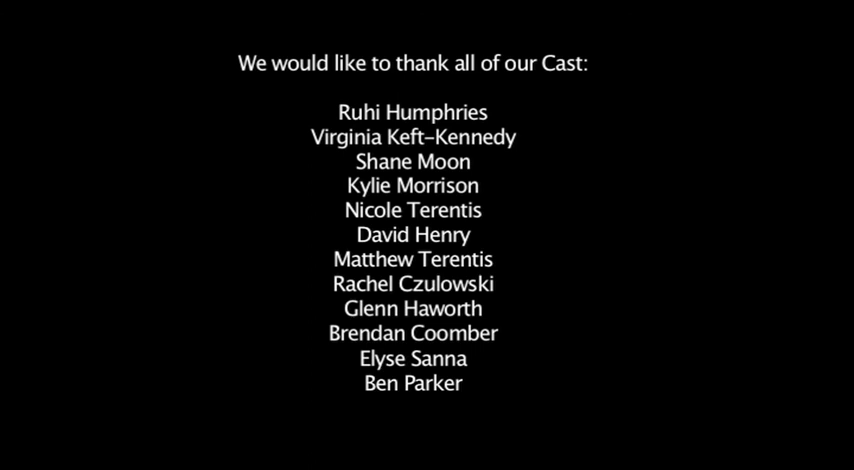 We would like to thank all of our Cast:
Ruhi Humphries
Virginia Keft-Kennedy
Shane Moon
Kylie Morrison
Nicole Terentis
David Henry
Matthew Terentis
Rachel Czulowski
Glenn Haworth
Brendan Coomber
Elyse Sanna
Ben Parker